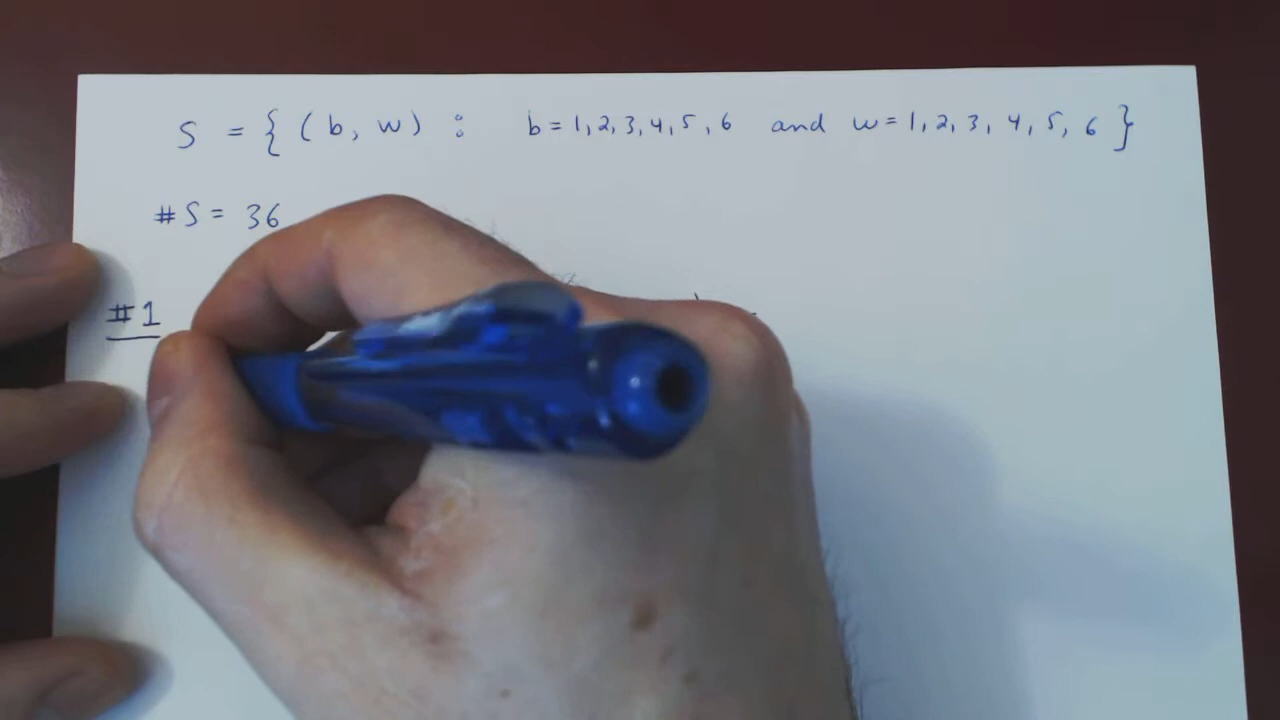 S = { (b, w) : b = 1, 2, 3, 4, 5, 6 and w = 1, 2, 3, 4, 5, 6 }
#S = 36
#1